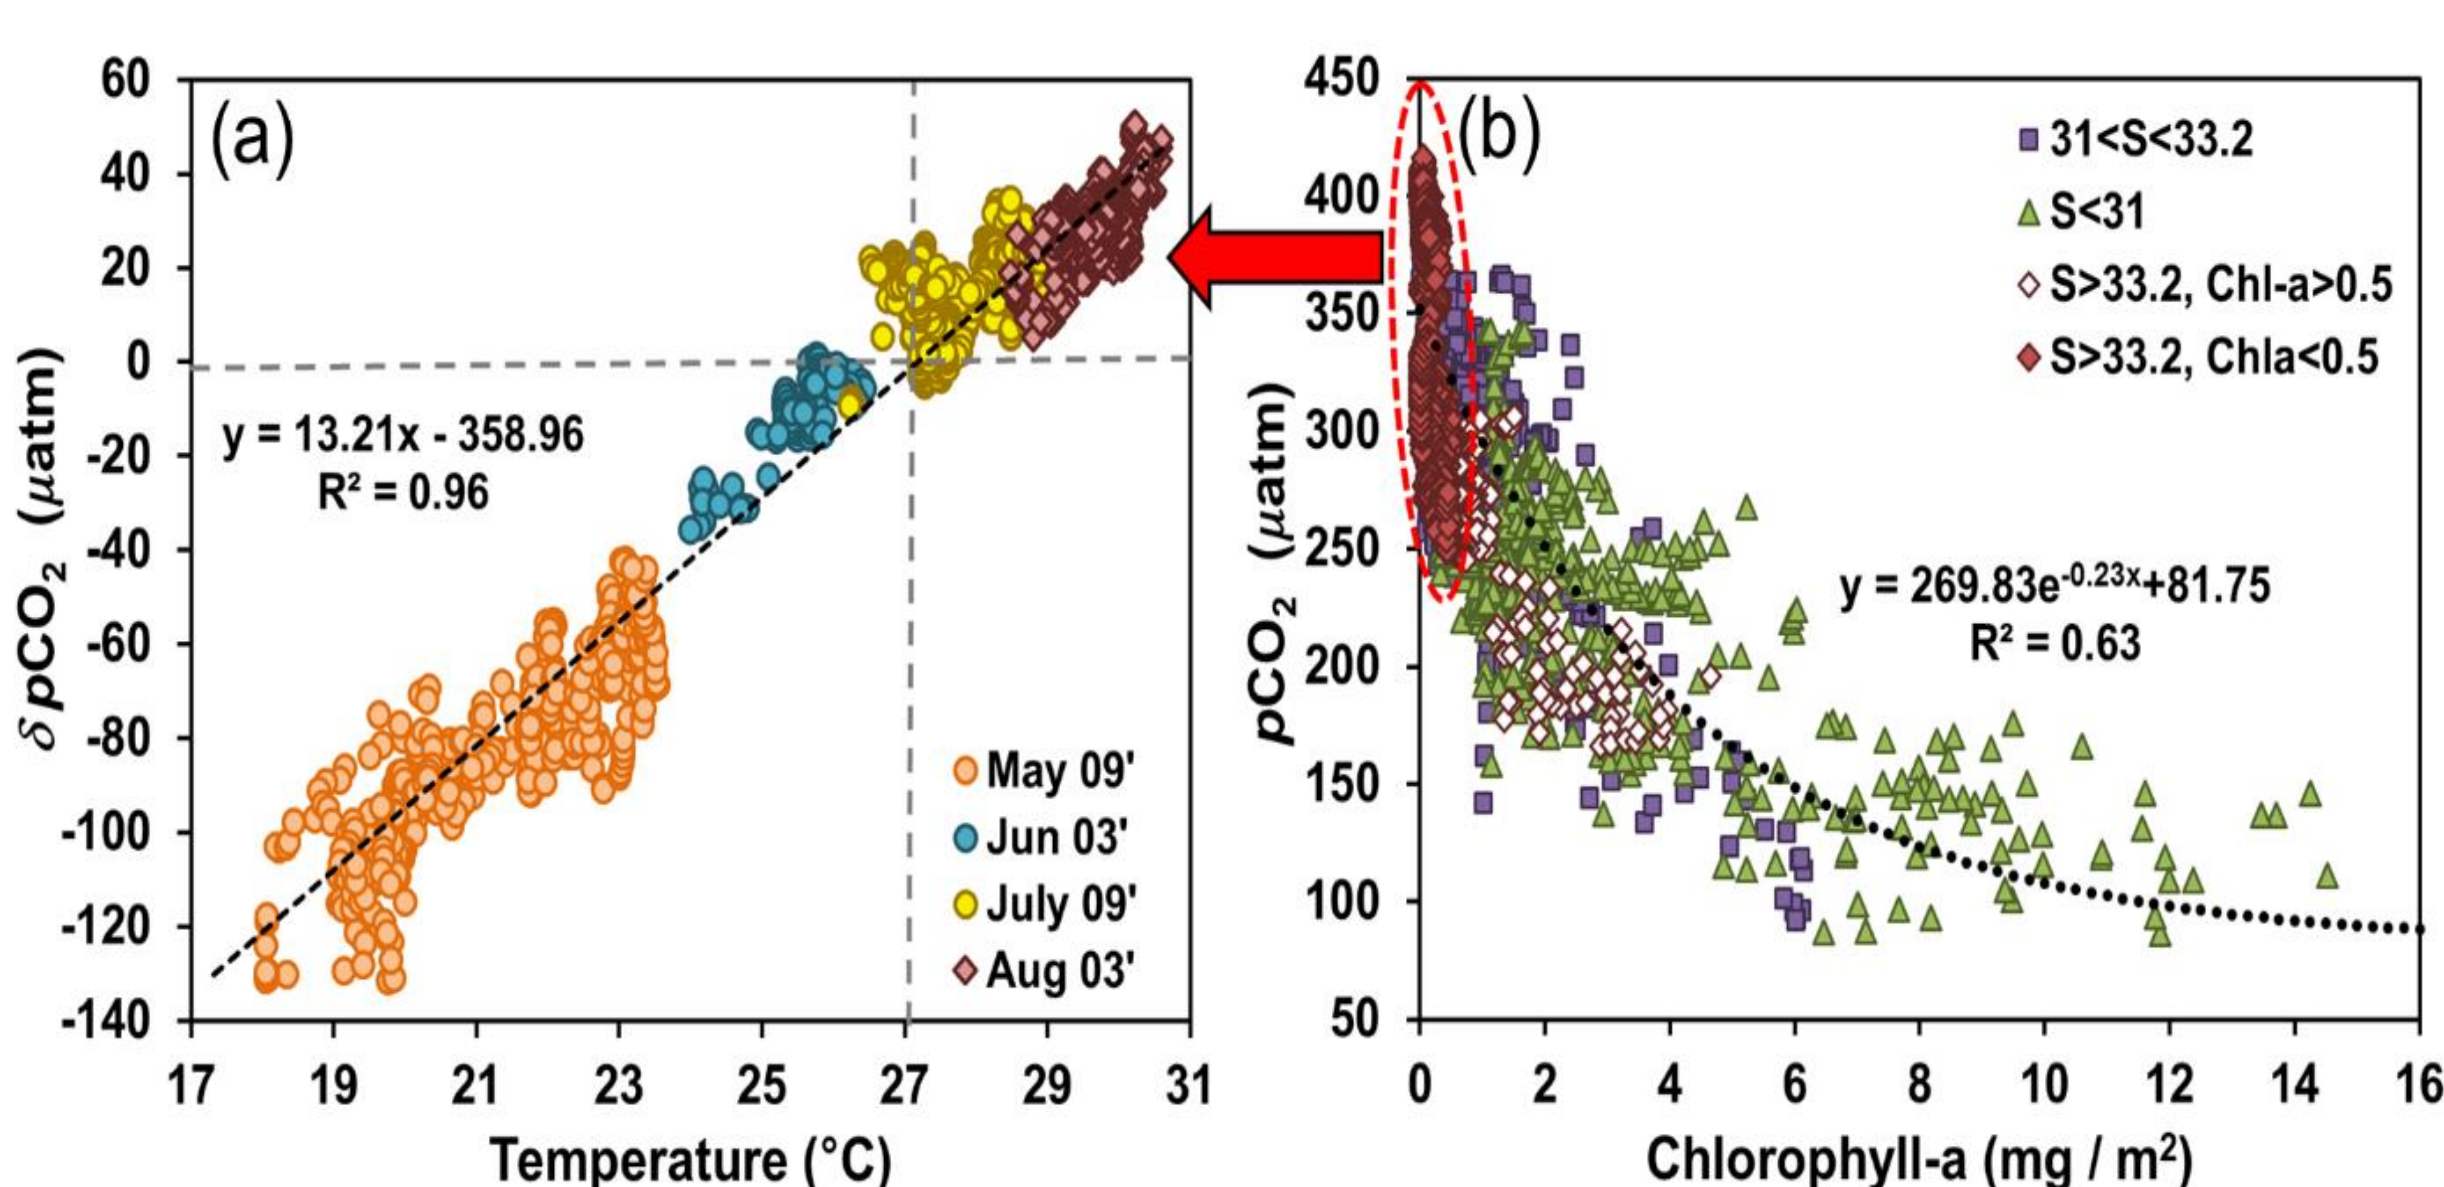 (a)
60
40
20
0
-20
-40
-60
-80
-100
-120
-140
δ pCO₂ (μatm)
y = 13.21x - 358.96
R² = 0.96
May 09'
Jun 03'
July 09'
Aug 03'
17 19 21 23 25 27 29 31
Temperature (°C)
(b)
450
400
350
300
250
200
150
100
50
pCO₂ (μatm)
31<S<33.2
S<31
S>33.2, Chl-a>0.5
S>33.2, Chla<0.5
y = 269.83e⁻⁰·²³ˣ+81.75
R² = 0.63
0 2 4 6 8 10 12 14 16
Chlorophyll-a (mg / m²)